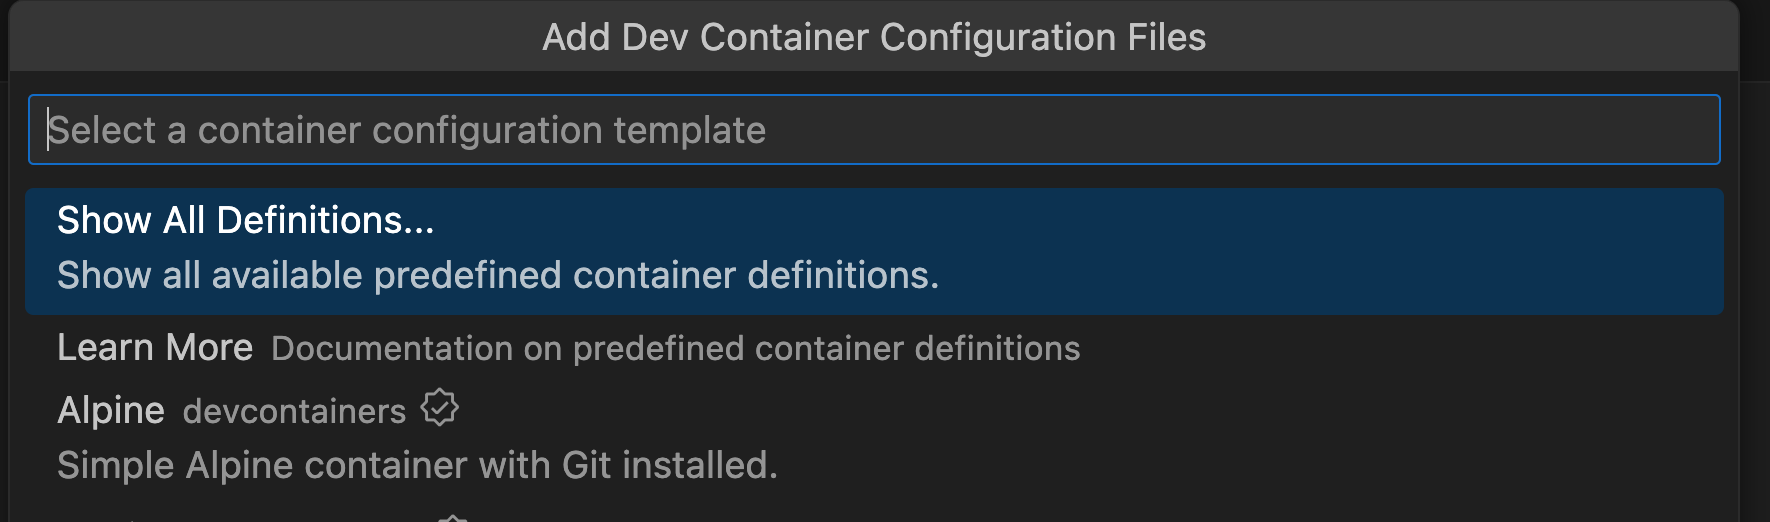 Add Dev Container Configuration Files
Select a container configuration template
Show All Definitions...
Show all available predefined container definitions.
Learn More Documentation on predefined container definitions
Alpine devcontainers
Simple Alpine container with Git installed.